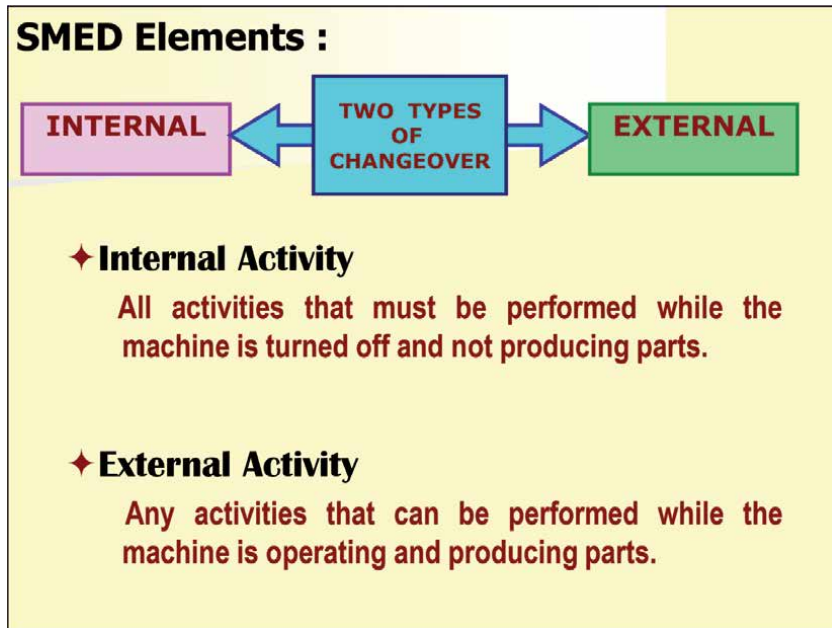 SMED Elements :
INTERNAL
TWO TYPES
OF
CHANGEOVER
EXTERNAL
Internal Activity
All activities that must be performed while the
machine is turned off and not producing parts.
External Activity
Any activities that can be performed while the
machine is operating and producing parts.